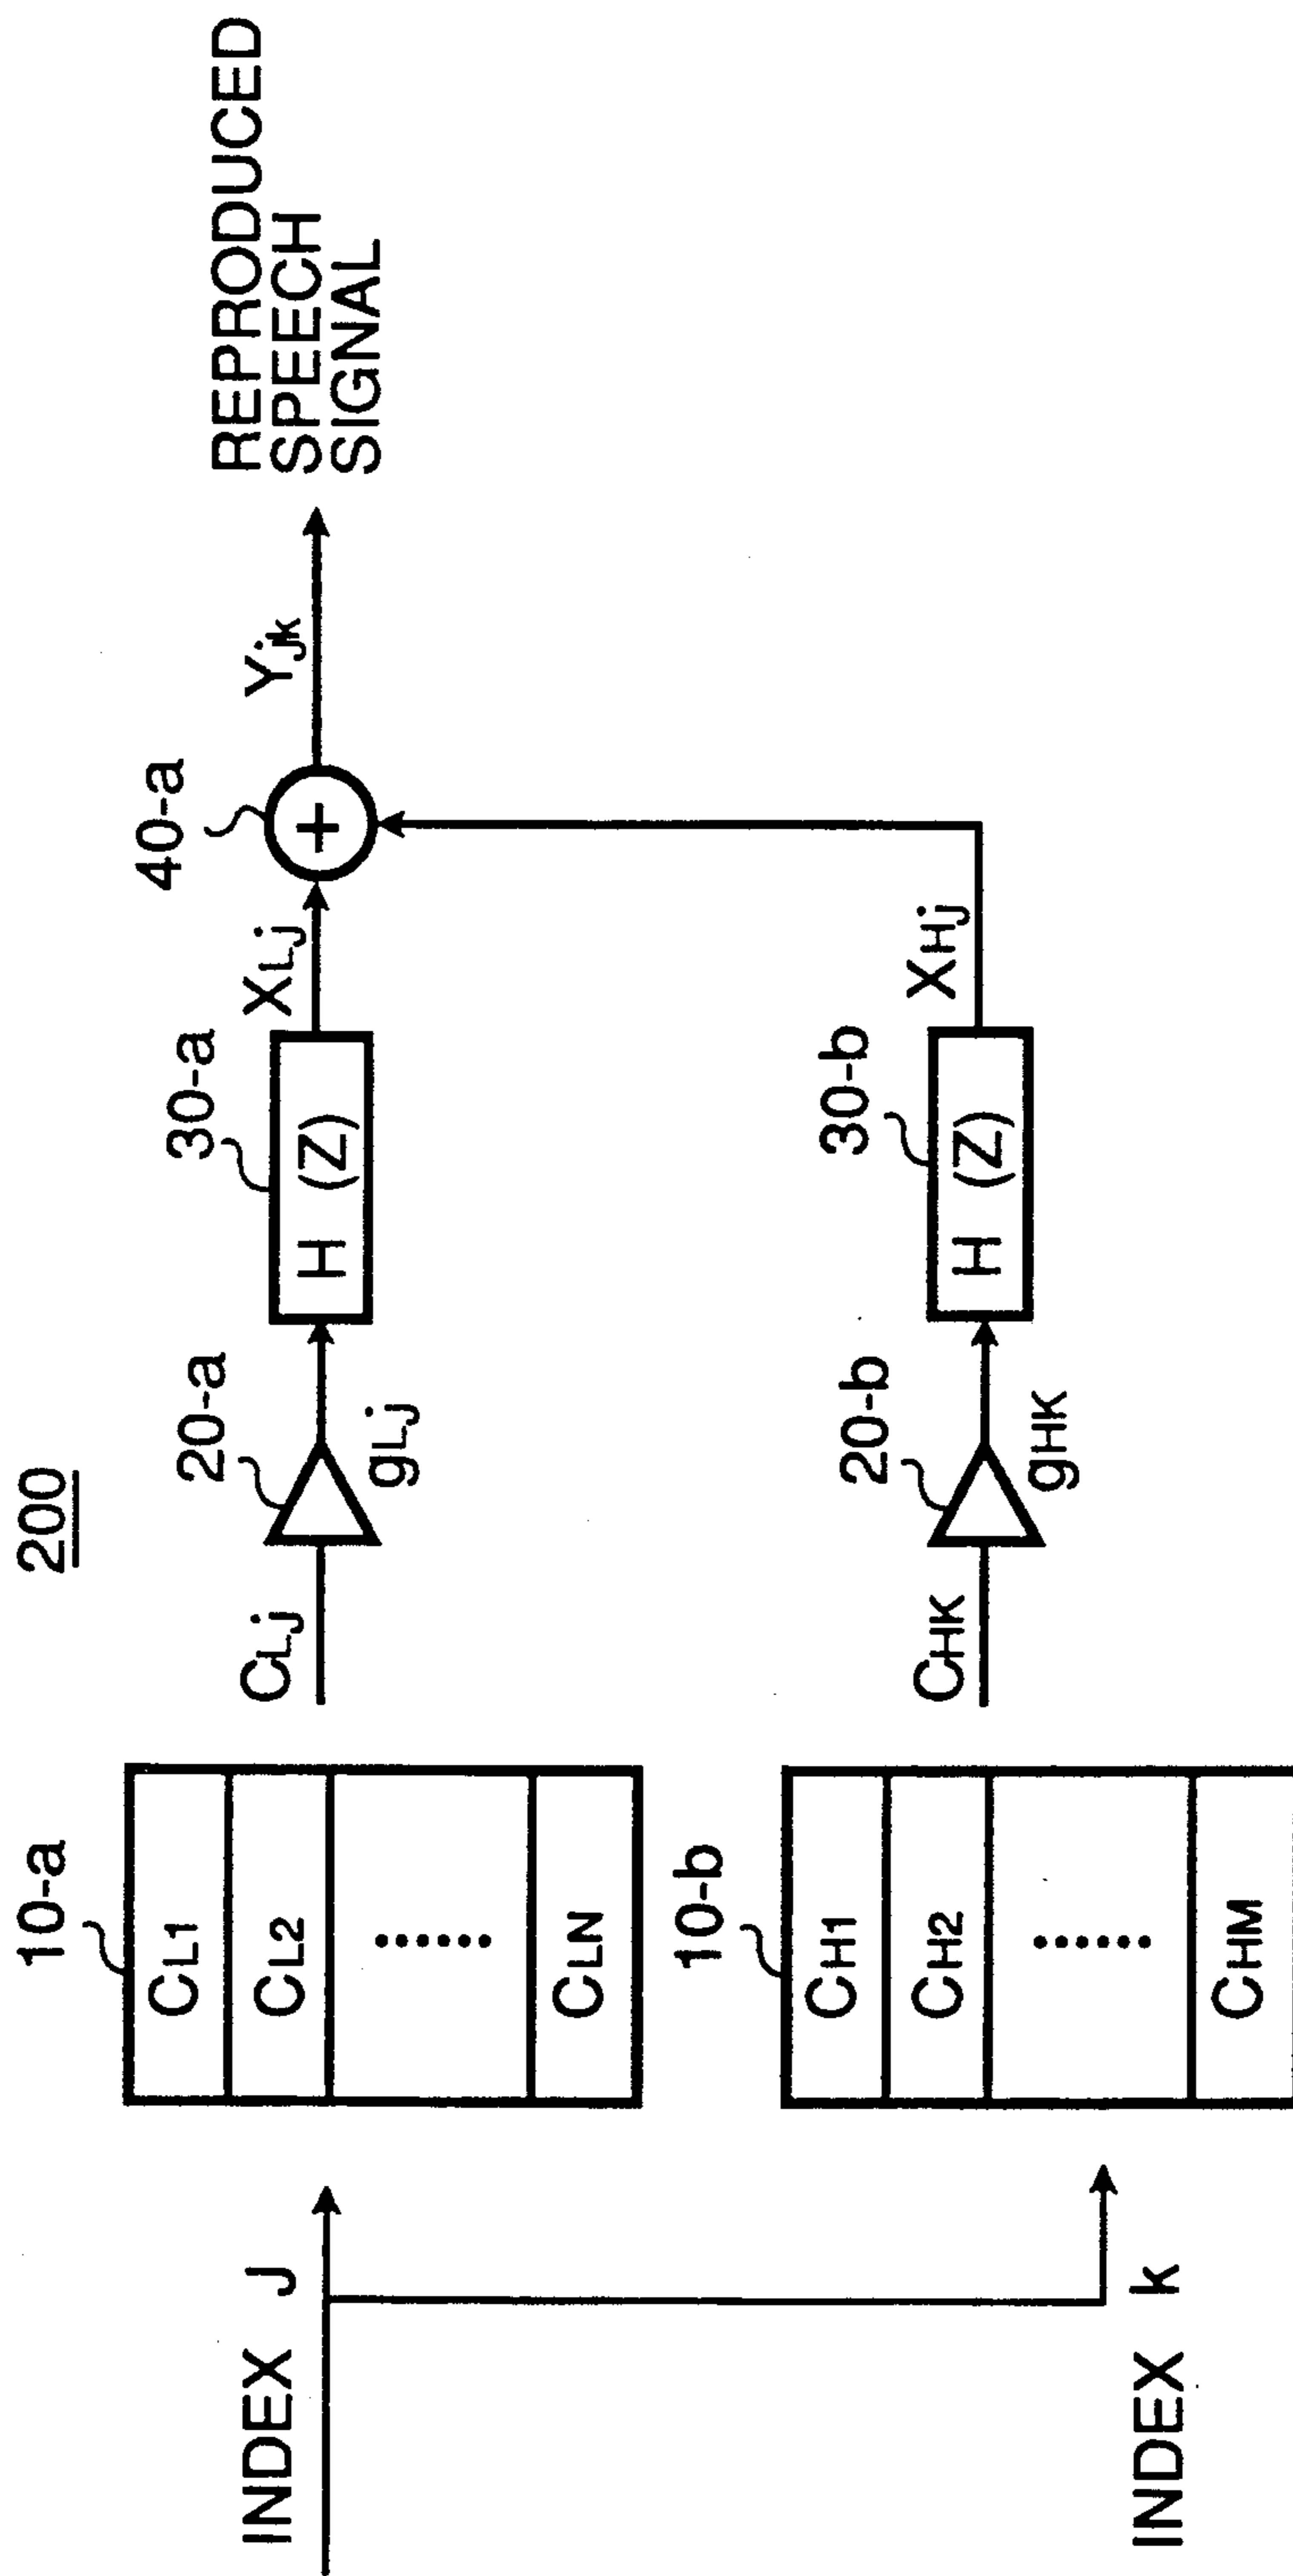 200
INDEX J
10-a
CL1
CL2
......
CLN
CLj
20-a
gLj
30-a
H (Z)
XLj
40-a
+
Yjk
REPRODUCED
SPEECH
SIGNAL
INDEX k
10-b
CH1
CH2
......
CHM
CHK
20-b
gHK
30-b
H (Z)
XHj